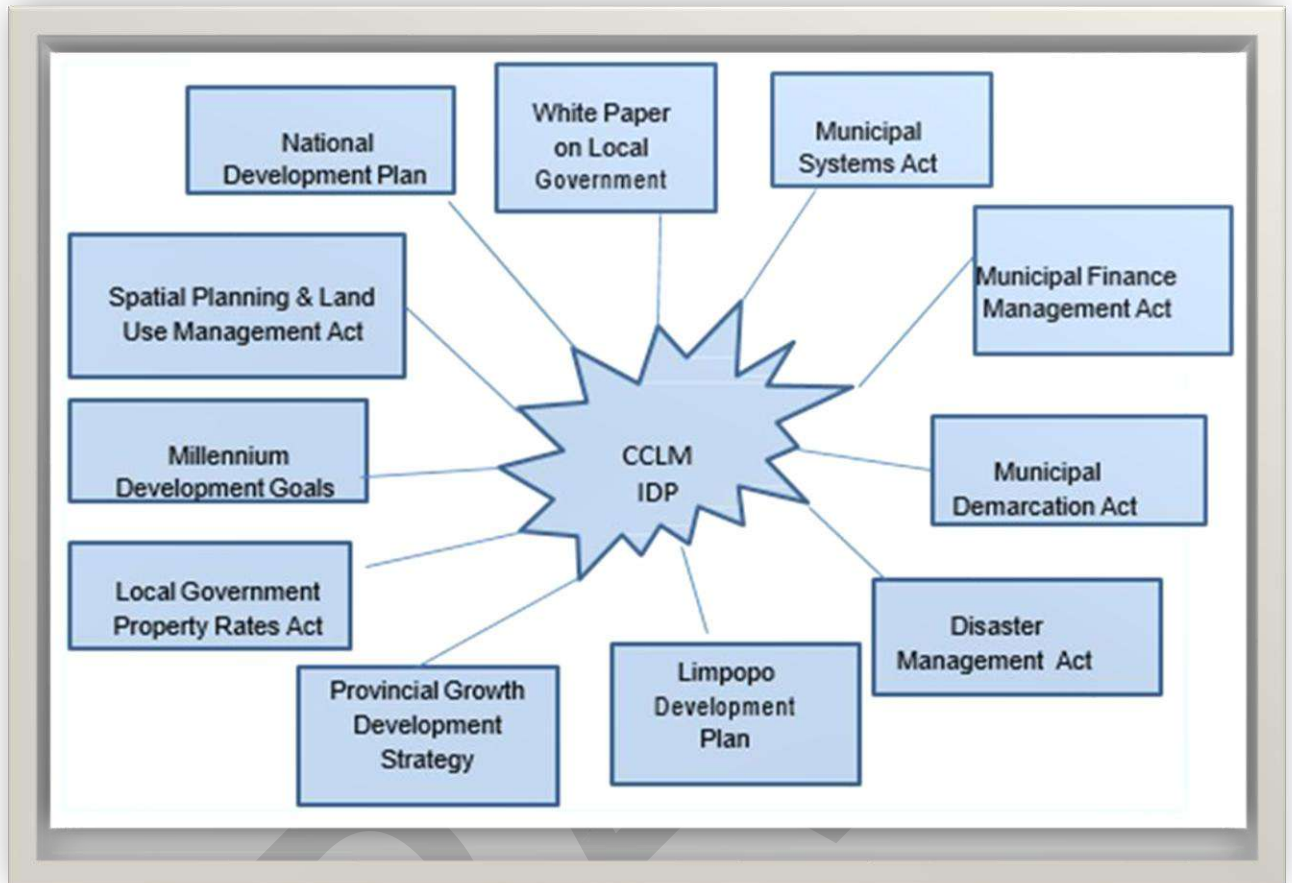 National
Development Plan
White Paper
on Local
Government
Municipal
Systems Act
Spatial Planning & Land
Use Management Act
Municipal Finance
Management Act
Millennium
Development Goals
CCLM
IDP
Municipal
Demarcation Act
Local Government
Property Rates Act
Disaster
Management Act
Provincial Growth
Development
Strategy
Limpopo
Development
Plan